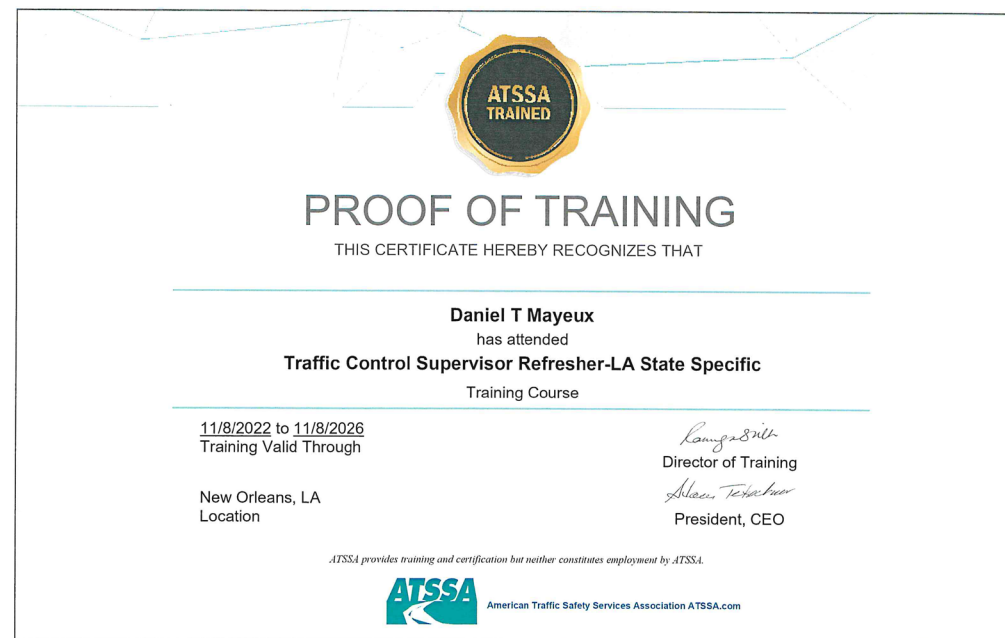 ATSSA
TRAINED
PROOF OF TRAINING
THIS CERTIFICATE HEREBY RECOGNIZES THAT
Daniel T Mayeux
has attended
Traffic Control Supervisor Refresher-LA State Specific
Training Course
11/8/2022 to 11/8/2026
Training Valid Through
Director of Training
New Orleans, LA
Location
President, CEO
ATSSA provides training and certification but neither constitutes employment by ATSSA.
ATSSA
American Traffic Safety Services Association ATSSA.com